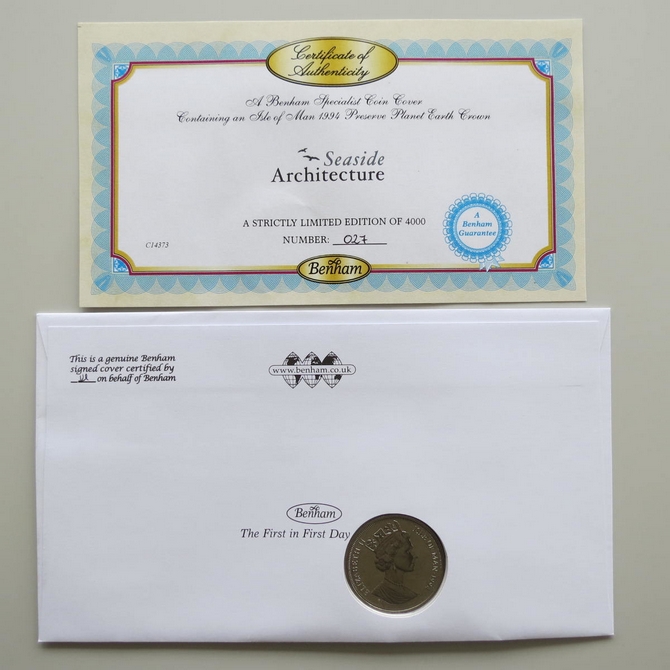 Certificate of
Authenticity
A Benham Specialist Coin Cover
Containing an Isle of Man 1994 Preserve Planet Earth Crown
Seaside
Architecture
A STRICTLY LIMITED EDITION OF 4000
NUMBER: 027
A
Benham
Guarantee
C14373
Benham
This is a genuine Benham
signed cover certified by
on behalf of Benham
www.benham.co.uk
Benham
The First in First Day
ELIZABETH II
ISLE OF MAN